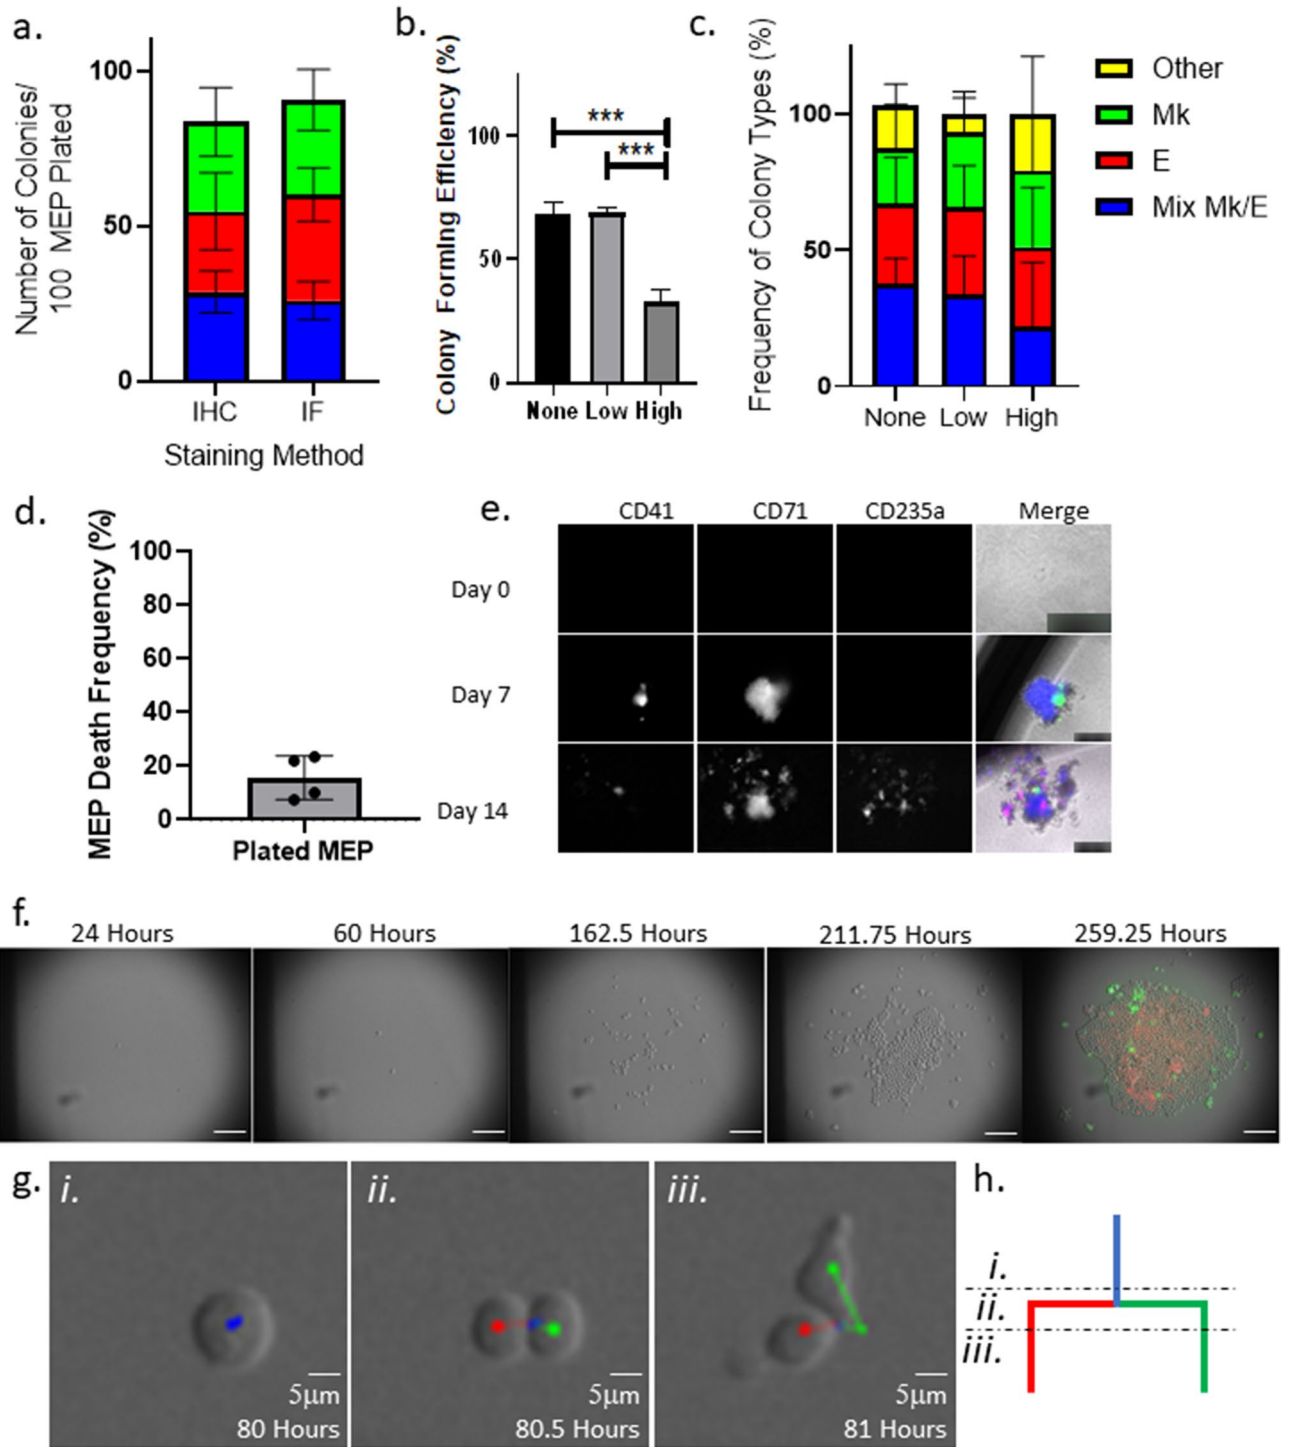 a.
Number of Colonies/
100 MEP Plated
100
50
0
IHC IF
Staining Method
b.
Colony Forming Efficiency (%)
100
50
0
***
***
None Low High
c.
Frequency of Colony Types (%)
100
50
0
None Low High
Other
Mk
E
Mix Mk/E
d.
MEP Death Frequency (%)
100
80
60
40
20
0
Plated MEP
e.
CD41 CD71 CD235a Merge
Day 0
Day 7
Day 14
f.
24 Hours 60 Hours 162.5 Hours 211.75 Hours 259.25 Hours
g.
i.
5µm
80 Hours
ii.
5µm
80.5 Hours
iii.
5µm
81 Hours
h.
i.
ii.
iii.